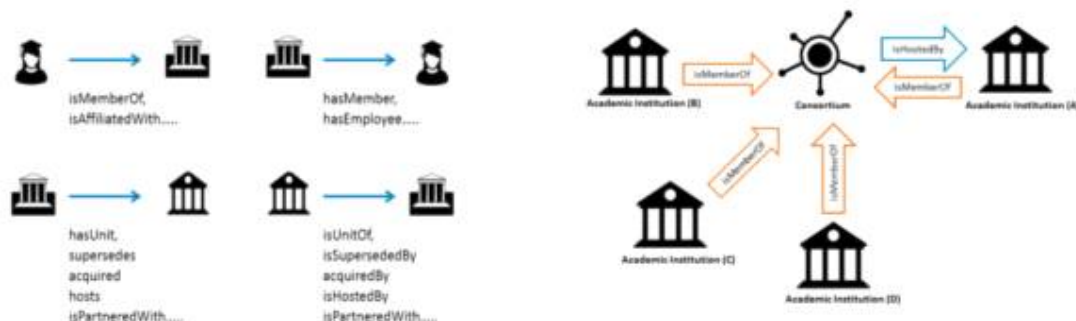 isMemberOf,
isAffiliatedWith.....
hasMember,
hasEmployee.....
hasUnit,
supersedes
acquired
hosts
isPartneredWith.....
isUnitOf,
isSupersededBy
acquiredBy
isHostedBy
isPartneredWith.....
isMemberOf
Academic Institution (B)
Consortium
isHostedBy
isMemberOf
Academic Institution (A
isMemberOf
Academic Institution (C)
isMemberOf
Academic Institution (D)